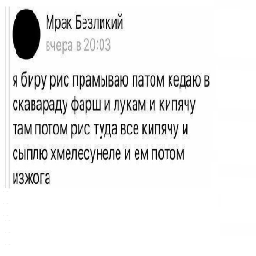 Мрак Безликий
вчера в 20:03
я биру рис прамываю патом кедаю в
скавараду фарш и лукам и кипячу
там потом рис туда все кипячу и
сыплю хмелесунеле и ем потом
изжога